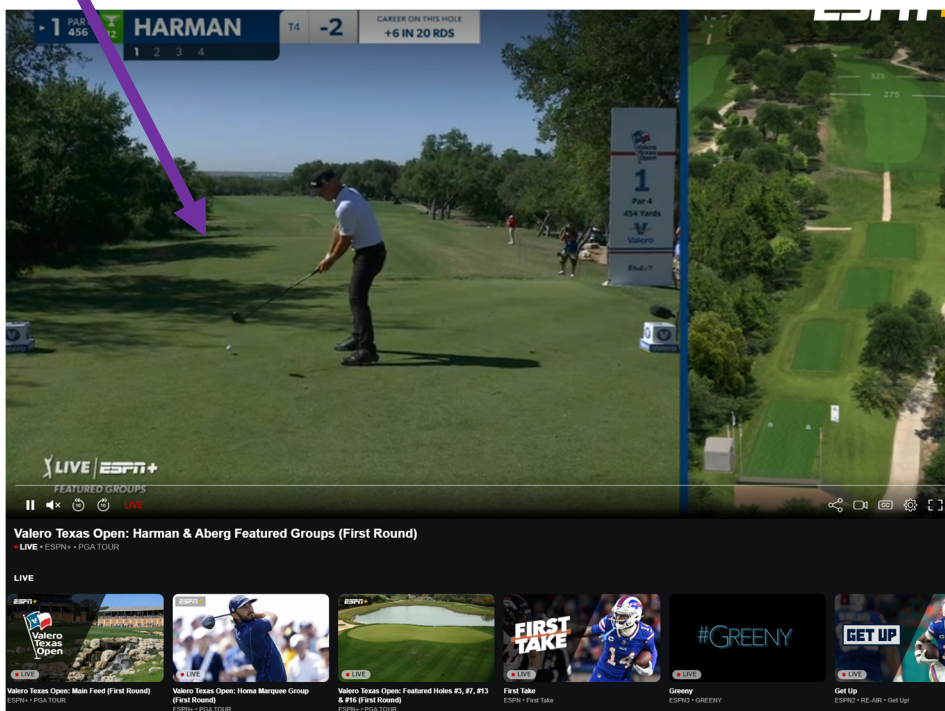 1 PAR
456
12
HARMAN
T4
-2
CAREER ON THIS HOLE
+6 IN 20 RDS
1 2 3 4
325
275
Valero
Texas
Open
1
Par 4
454 Yards
Valero
LIVE ESPN+
FEATURED GROUPS
10
10
LIVE
CC
Valero Texas Open: Harman & Aberg Featured Groups (First Round)
• LIVE • ESPN+ • PGA TOUR
LIVE
ESPN+
Valero
Texas
Open
• LIVE
ESPN+
• LIVE
ESPN+
• LIVE
FIRST
TAKE
• LIVE
#GREENY
• LIVE
GET UP
• LIVE
Valero Texas Open: Main Feed (First Round)
ESPN+ • PGA TOUR
Valero Texas Open: Homa Marquee Group
(First Round)
ESPN+ • PGA TOUR
Valero Texas Open: Featured Holes #3, #7, #13
& #16 (First Round)
ESPN+ • PGA TOUR
First Take
ESPN • First Take
Greeny
ESPN3 • GREENY
Get Up
ESPN2 • RE-AIR • Get Up!